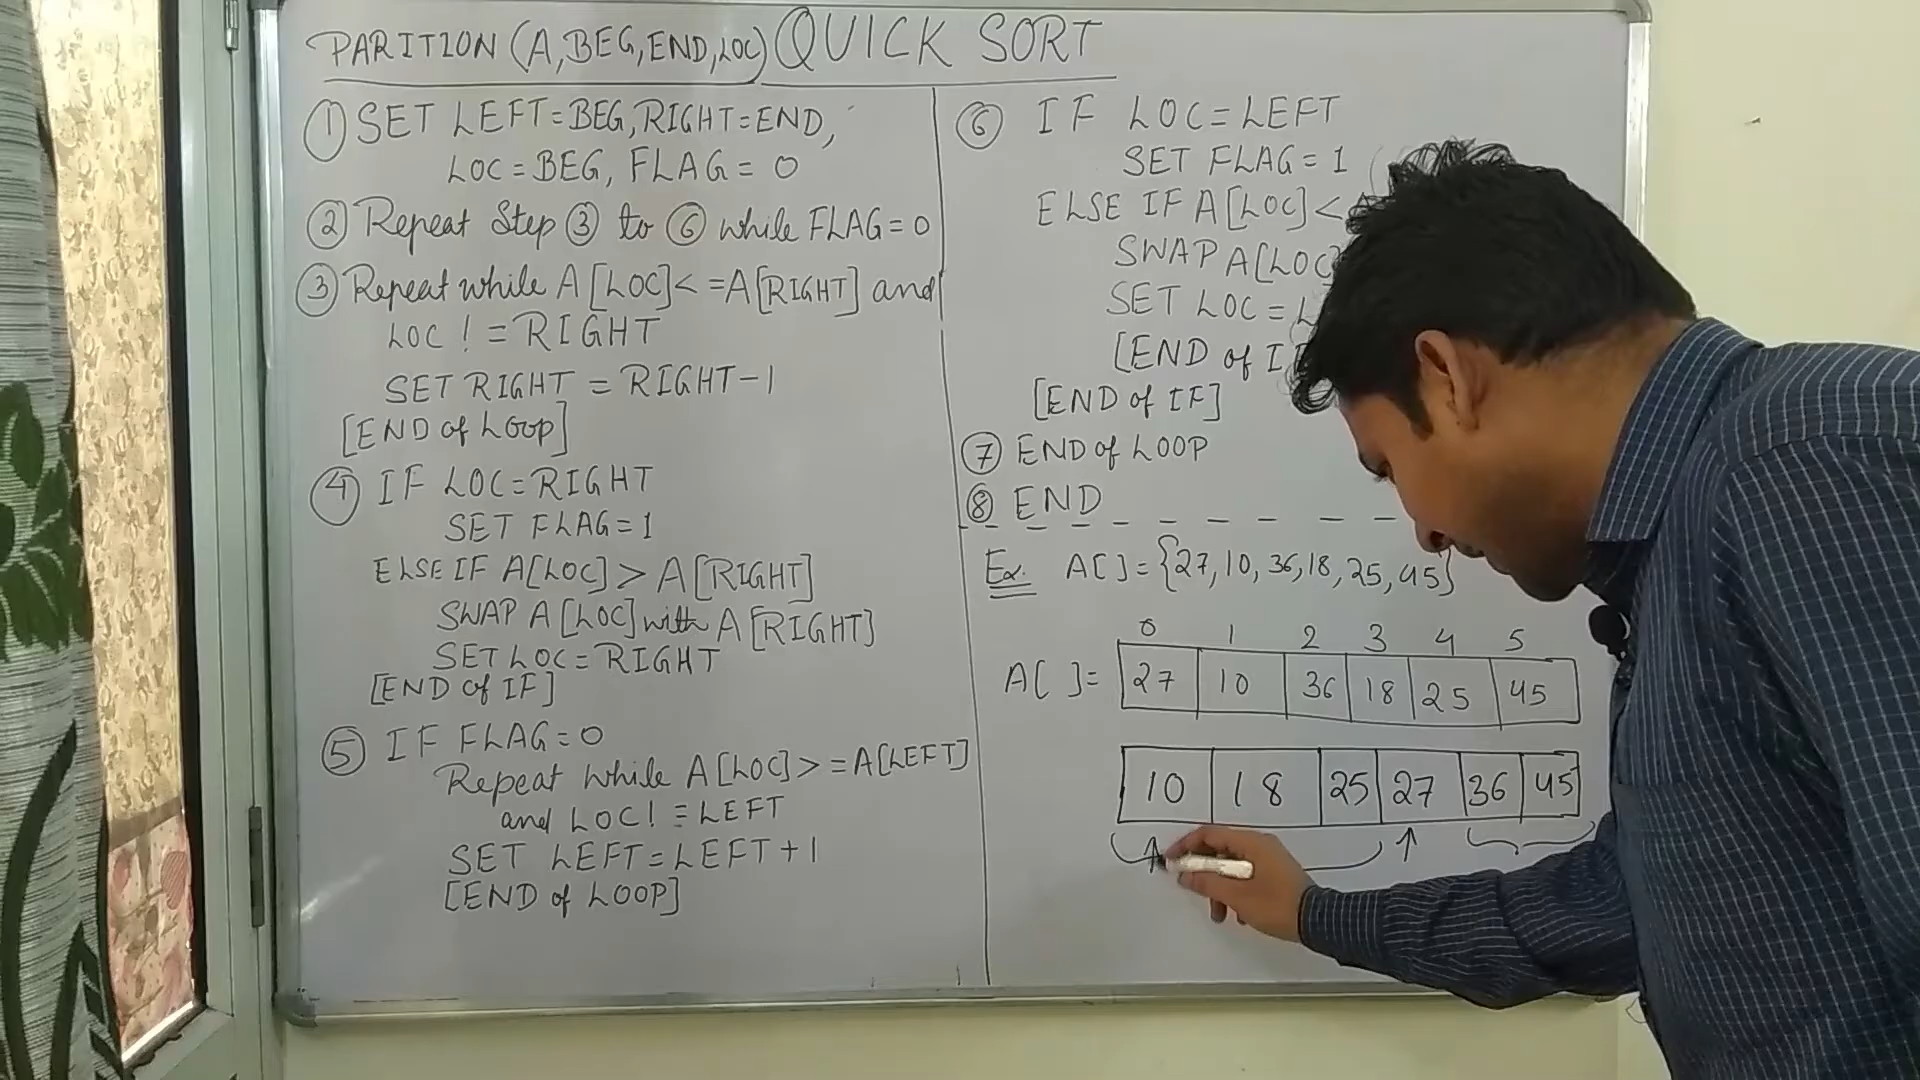 PARITION (A,BEG,END,LOC) QUICK SORT
① SET LEFT=BEG, RIGHT=END,
LOC=BEG, FLAG=0
② Repeat Step ③ to ⑥ while FLAG=0
③ Repeat while A[LOC]<=A[RIGHT] and
LOC!=RIGHT
SET RIGHT = RIGHT-1
[END of LOOP]
④ IF LOC=RIGHT
SET FLAG=1
ELSE IF A[LOC] > A[RIGHT]
SWAP A[LOC] with A[RIGHT]
SET LOC=RIGHT
[END of IF]
⑤ IF FLAG=0
Repeat while A[LOC]>=A[LEFT]
and LOC!=LEFT
SET LEFT=LEFT+1
[END of LOOP]
⑥ IF LOC=LEFT
SET FLAG=1
ELSE IF A[LOC]<
SWAP A[LOC]
SET LOC=
[END of
[END of IF]
⑦ END of LOOP
⑧ END
Ex. A[]={27,10,36,18,25,45}
0 1 2 3 4 5
A[ ]= 27 10 36 18 25 45
10 18 25 27 36 45